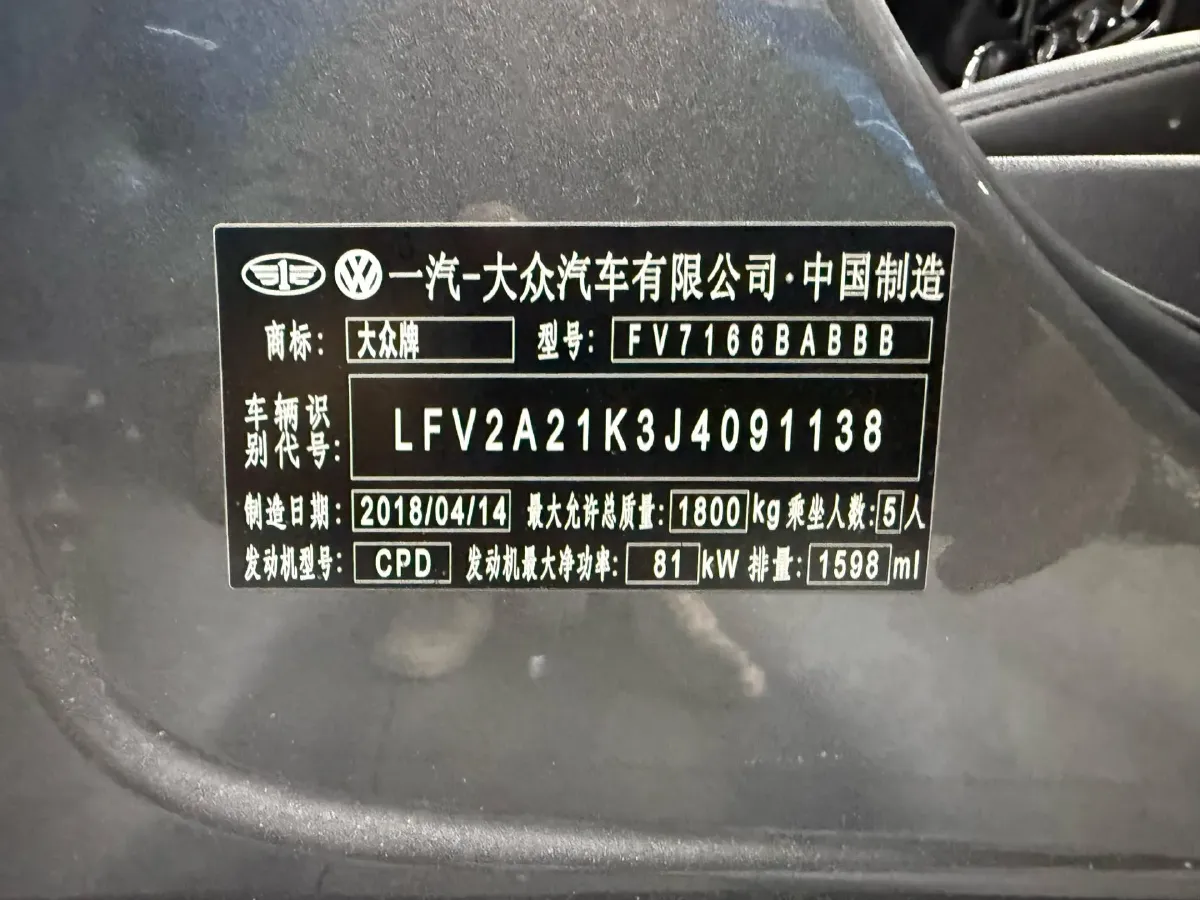 一汽-大众汽车有限公司·中国制造
商标: 大众牌 型号: FV7166BABBB
车辆识别代号: LFV2A21K3J4091138
制造日期: 2018/04/14 最大允许总质量: 1800 kg 乘坐人数: 5 人
发动机型号: CPD 发动机最大净功率: 81 kW 排量: 1598 ml